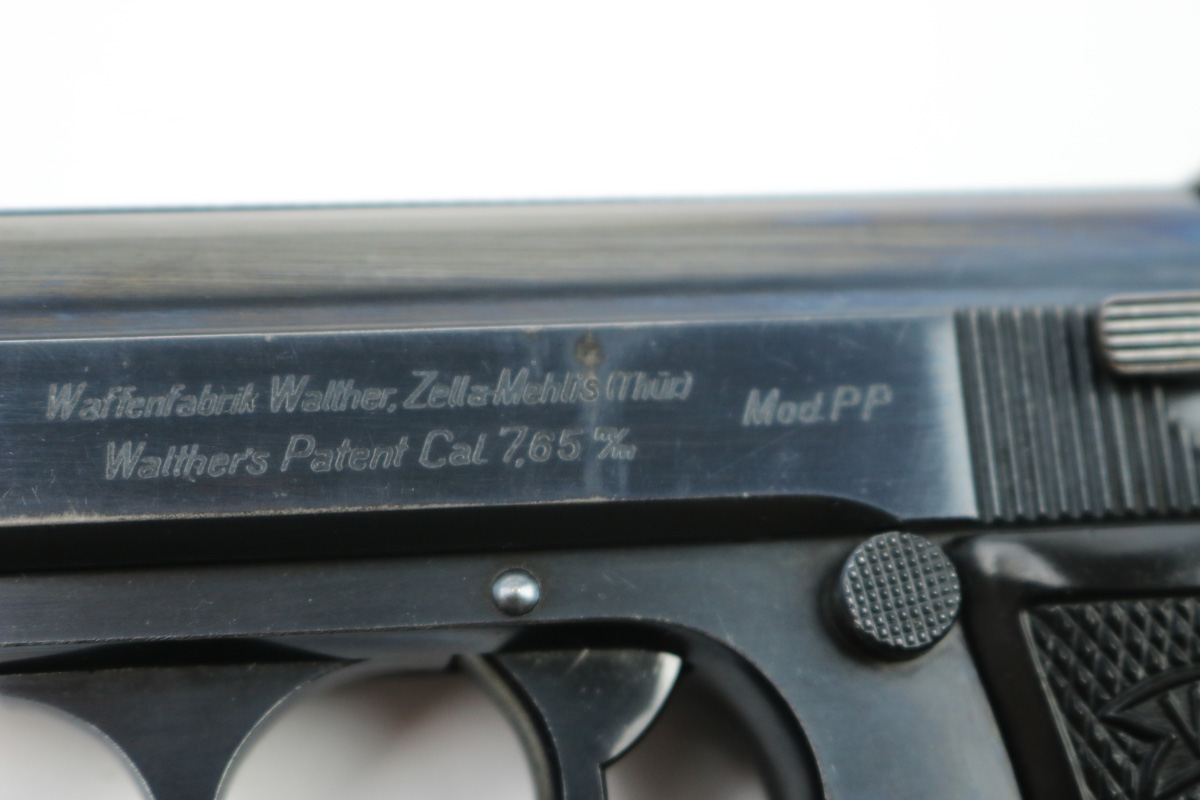 Waffenfabrik Walther, Zella-Mehlis (Thür.)
Walther's Patent Cal. 7,65 m/m
Mod. PP